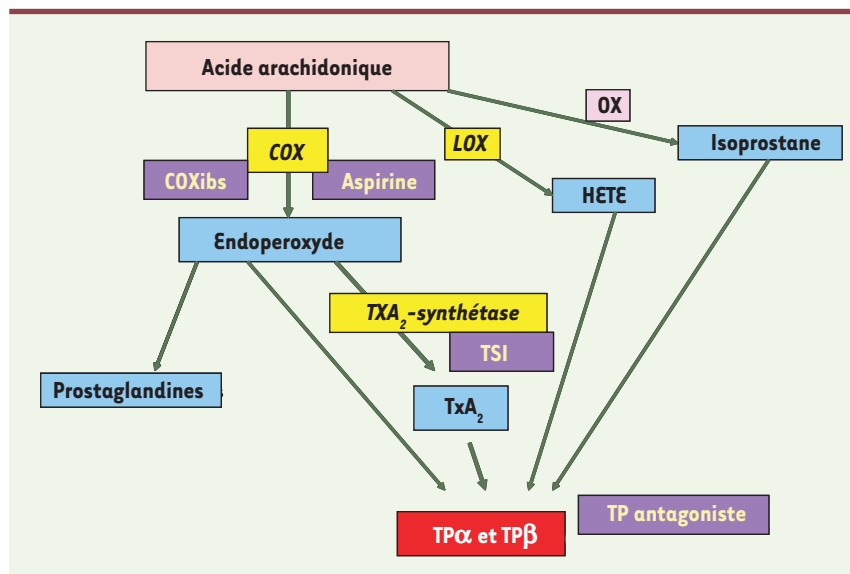 Acide arachidonique
OX
COX
LOX
Isoprostane
COXibs
Aspirine
HETE
Endoperoxyde
TXA₂-synthétase
TSI
Prostaglandines
TxA₂
TP antagoniste
TPα et TPβ